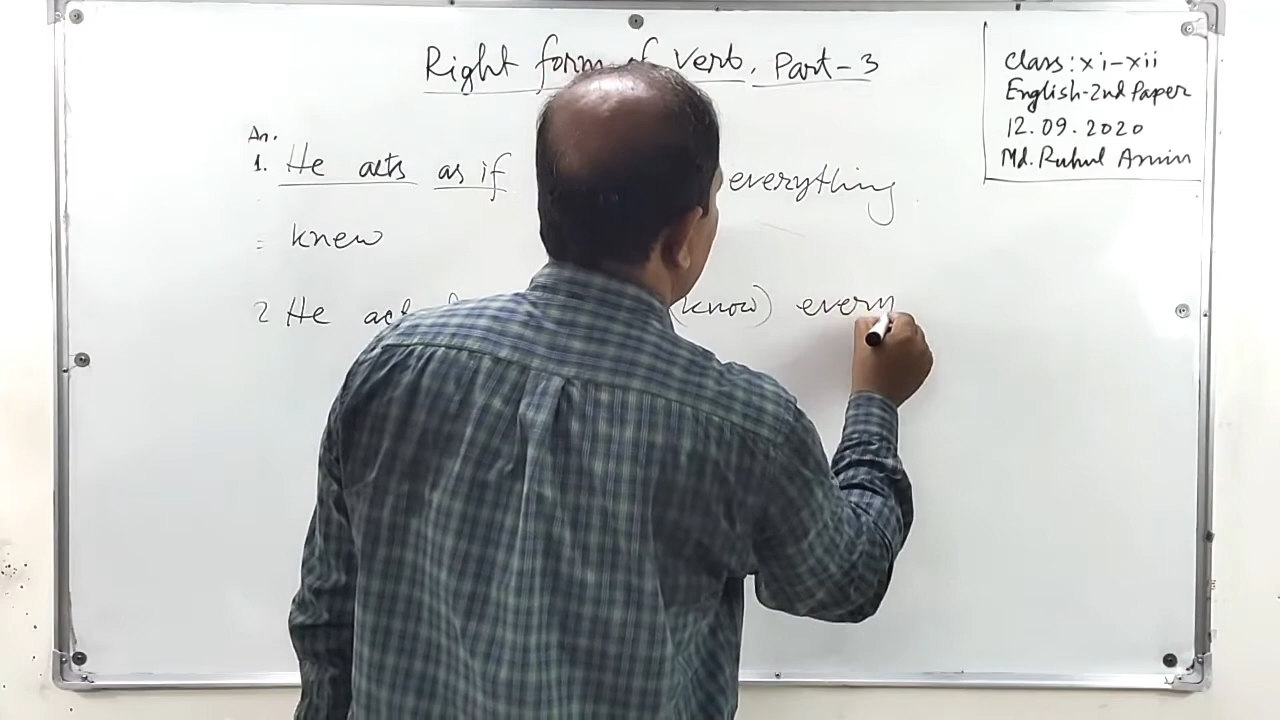 Right form of verb. Part-3
Class: xi-xii
English-2nd Paper
12.09.2020
Md. Ruhul Amin
An.
1. He acts as if everything
= knew
2 He (know) every